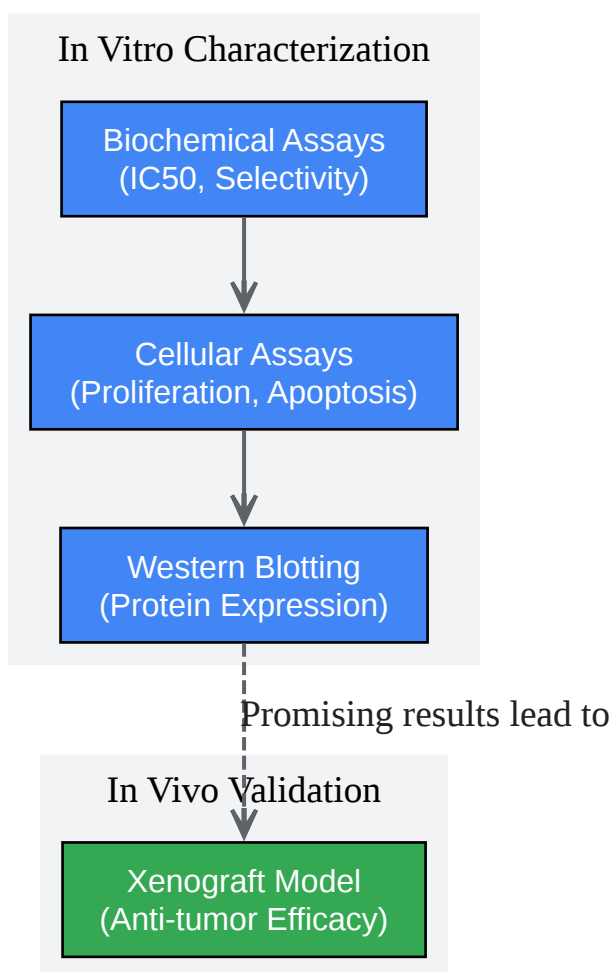 In Vitro Characterization
Biochemical Assays
(IC50, Selectivity)
Cellular Assays
(Proliferation, Apoptosis)
Western Blotting
(Protein Expression)
Promising results lead to
In Vivo Validation
Xenograft Model
(Anti-tumor Efficacy)